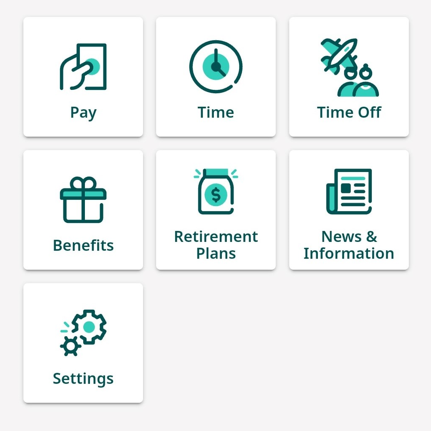 Pay
Time
Time Off
Benefits
Retirement
Plans
News &
Information
Settings